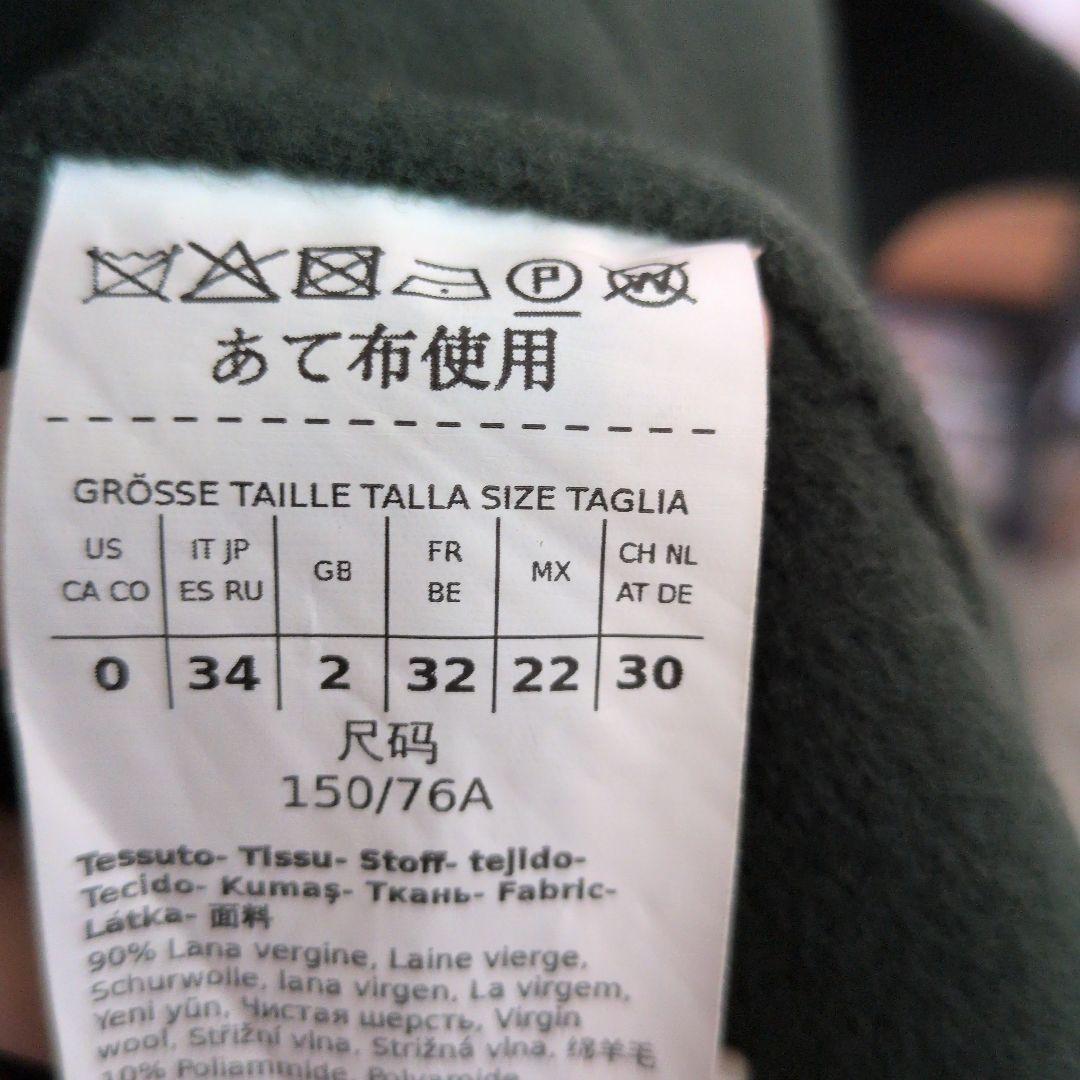 P W
あて布使用
GRÖSSE TAILLE TALLA SIZE TAGLIA
US CA CO IT JP ES RU GB FR BE MX CH NL AT DE
0 34 2 32 22 30
尺码
150/76A
Tessuto- Tissu- Stoff- tejido-
Tecido- Kumaş- Ткань- Fabric-
Látka- 面料
90% Lana vergine, Laine vierge,
Schurwolle, lana virgen, La virgem,
Yeni yün, Чистая шерсть, Virgin
wool, Střižní vlna, Strižná vlna, 绵羊毛
10% Poliammide, Polyamide